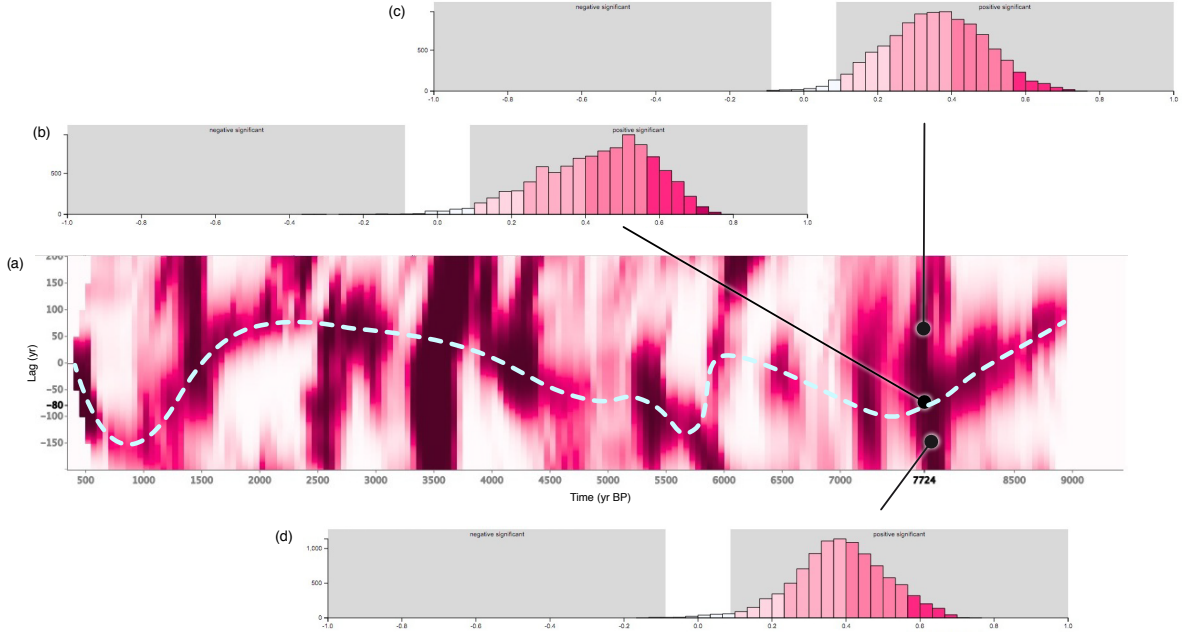 (c)
negative significant
positive significant
500
0
-1.0 -0.8 -0.6 -0.4 -0.2 0.0 0.2 0.4 0.6 0.8 1.0
(b)
negative significant
positive significant
500
0
-1.0 -0.8 -0.6 -0.4 -0.2 0.0 0.2 0.4 0.6 0.8 1.0
(a)
200
150
100
50
0
−50
−80
−100
−150
Lag (yr)
500 1000 1500 2000 2500 3000 3500 4000 4500 5000 5500 6000 6500 7000 7724 8500 9000
Time (yr BP)
(d)
negative significant
positive significant
1,000
500
0
-1.0 -0.8 -0.6 -0.4 -0.2 0.0 0.2 0.4 0.6 0.8 1.0